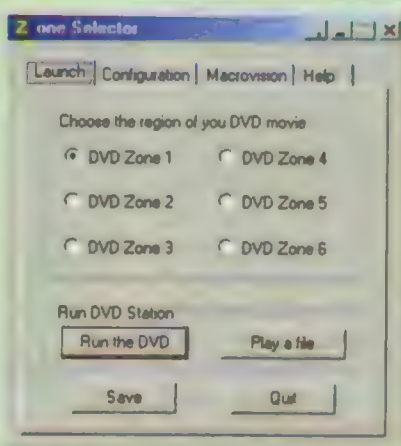 Z one Selector
Launch Configuration Macrovision Help
Choose the region of you DVD movie
DVD Zone 1 DVD Zone 4
DVD Zone 2 DVD Zone 5
DVD Zone 3 DVD Zone 6
Run DVD Station
Run the DVD Play a file
Save Quit